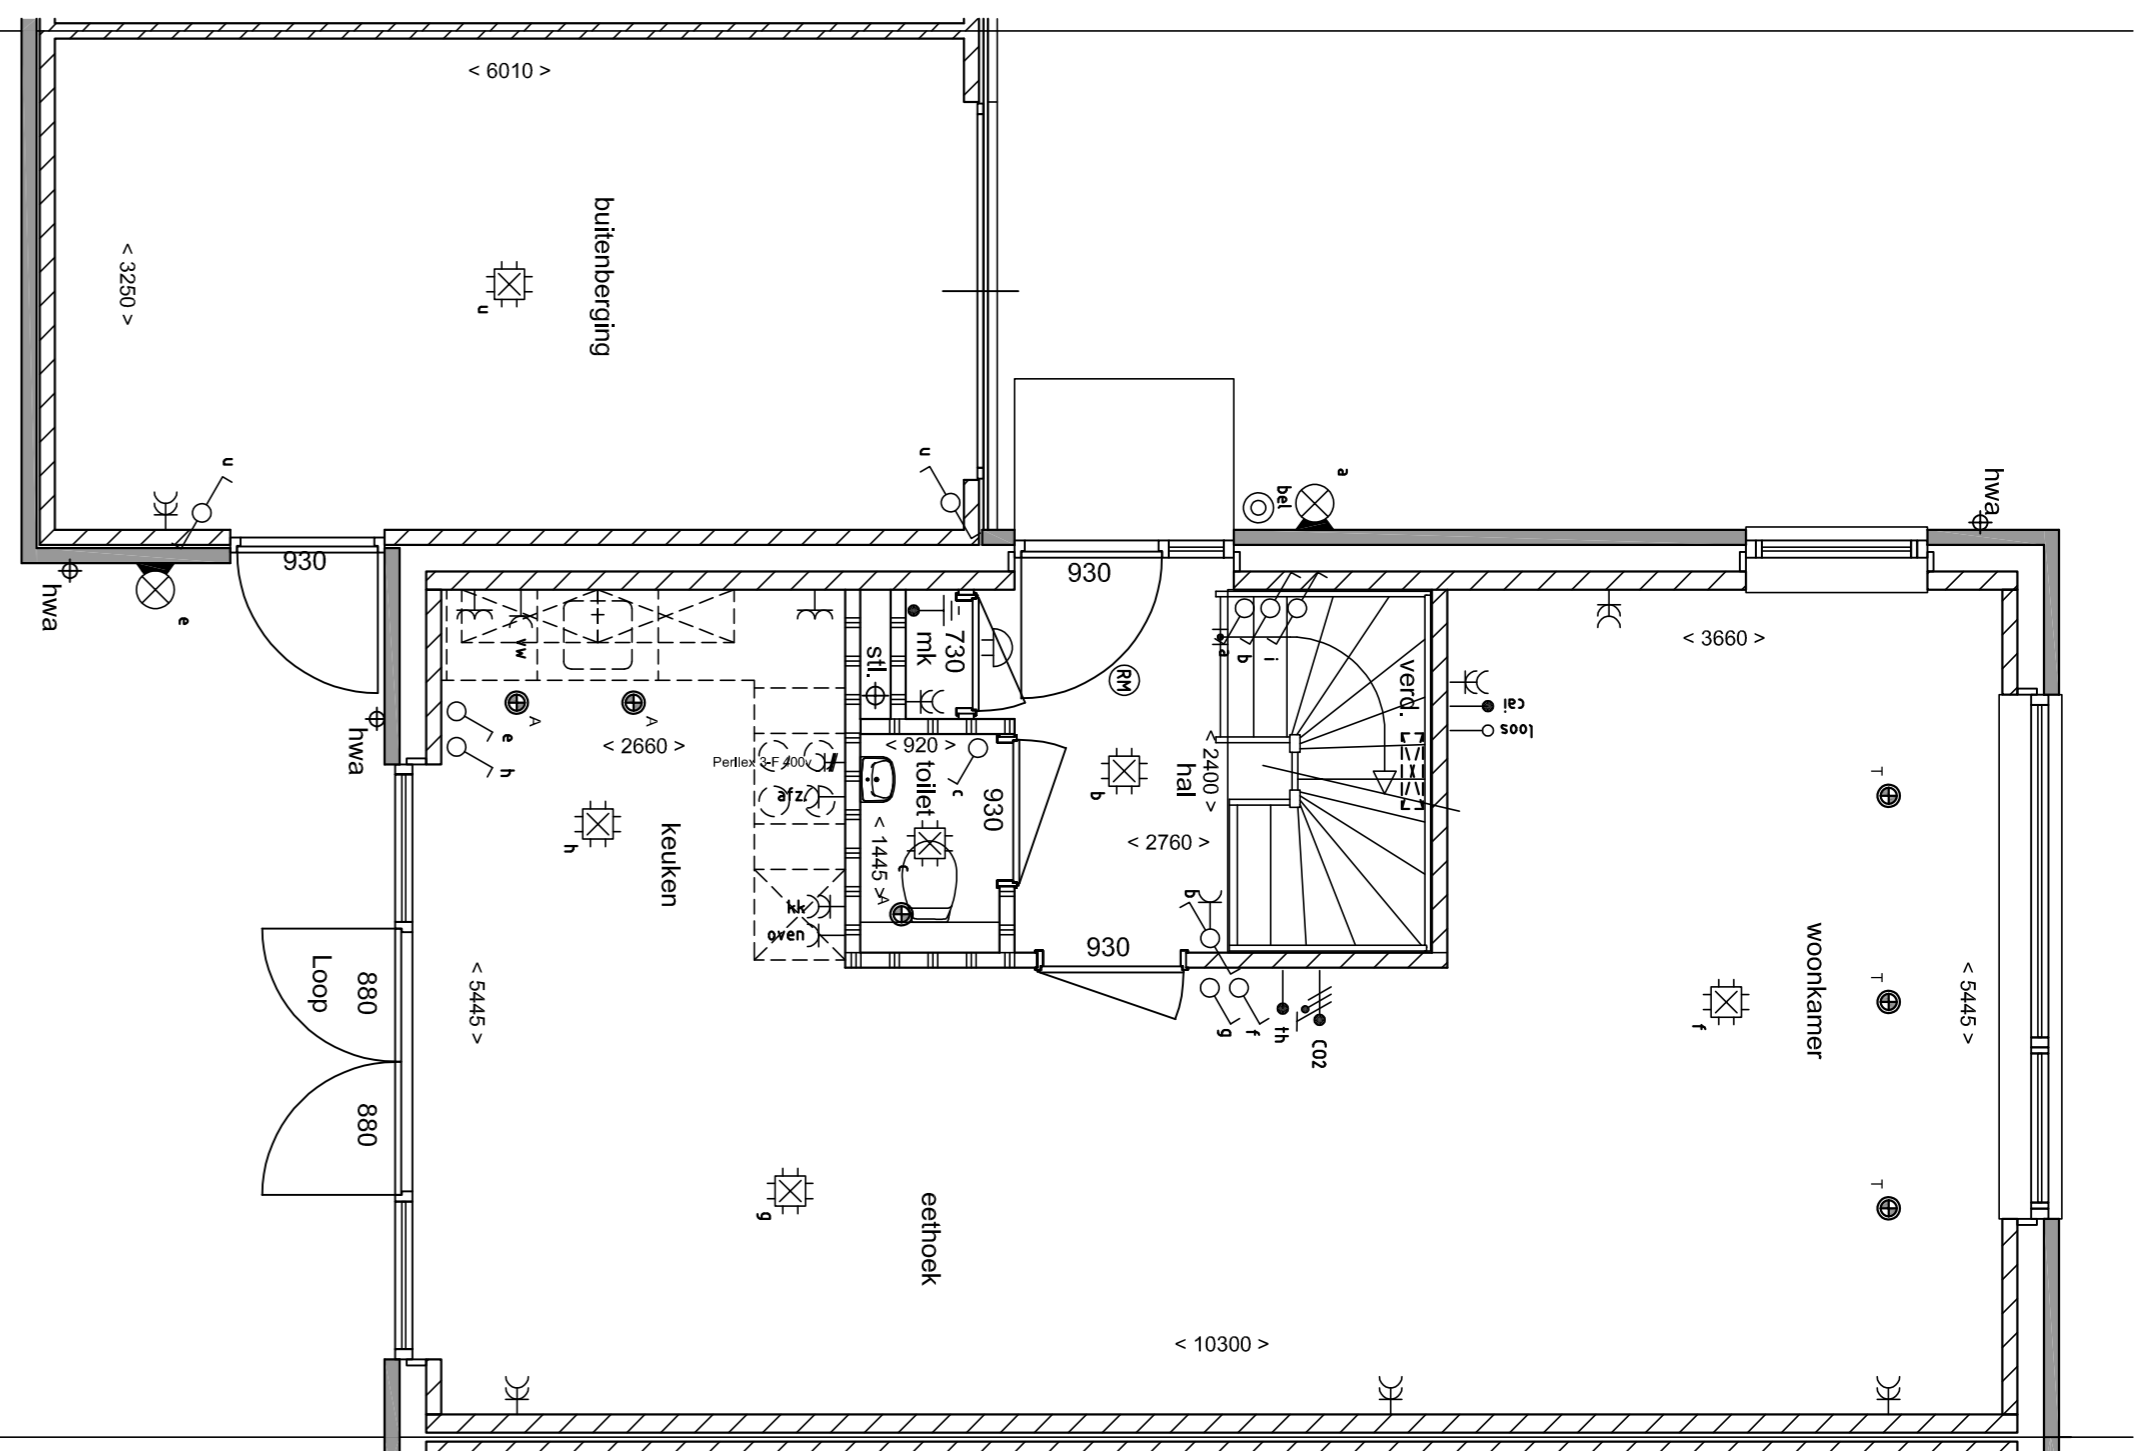 < 6010 >
buitenberging
< 3250 >
u
u
u
a
bel
hwa
930
930
hwa
e
< 3660 >
730
mk
stl.
vw
RM
a
b
i
verd.
cai
loos
A
A
e
h
hwa
< 2660 >
< 920 >
Perilex 3-F 400v
afz.
toilet
c
930
b
hal
< 2400 >
T
h
keuken
< 1445 >
c
A
< 2760 >
kk
oven
b
930
woonkamer
Loop
880
< 5445 >
g
f
th
CO2
f
T
< 5445 >
880
g
eethoek
T
< 10300 >